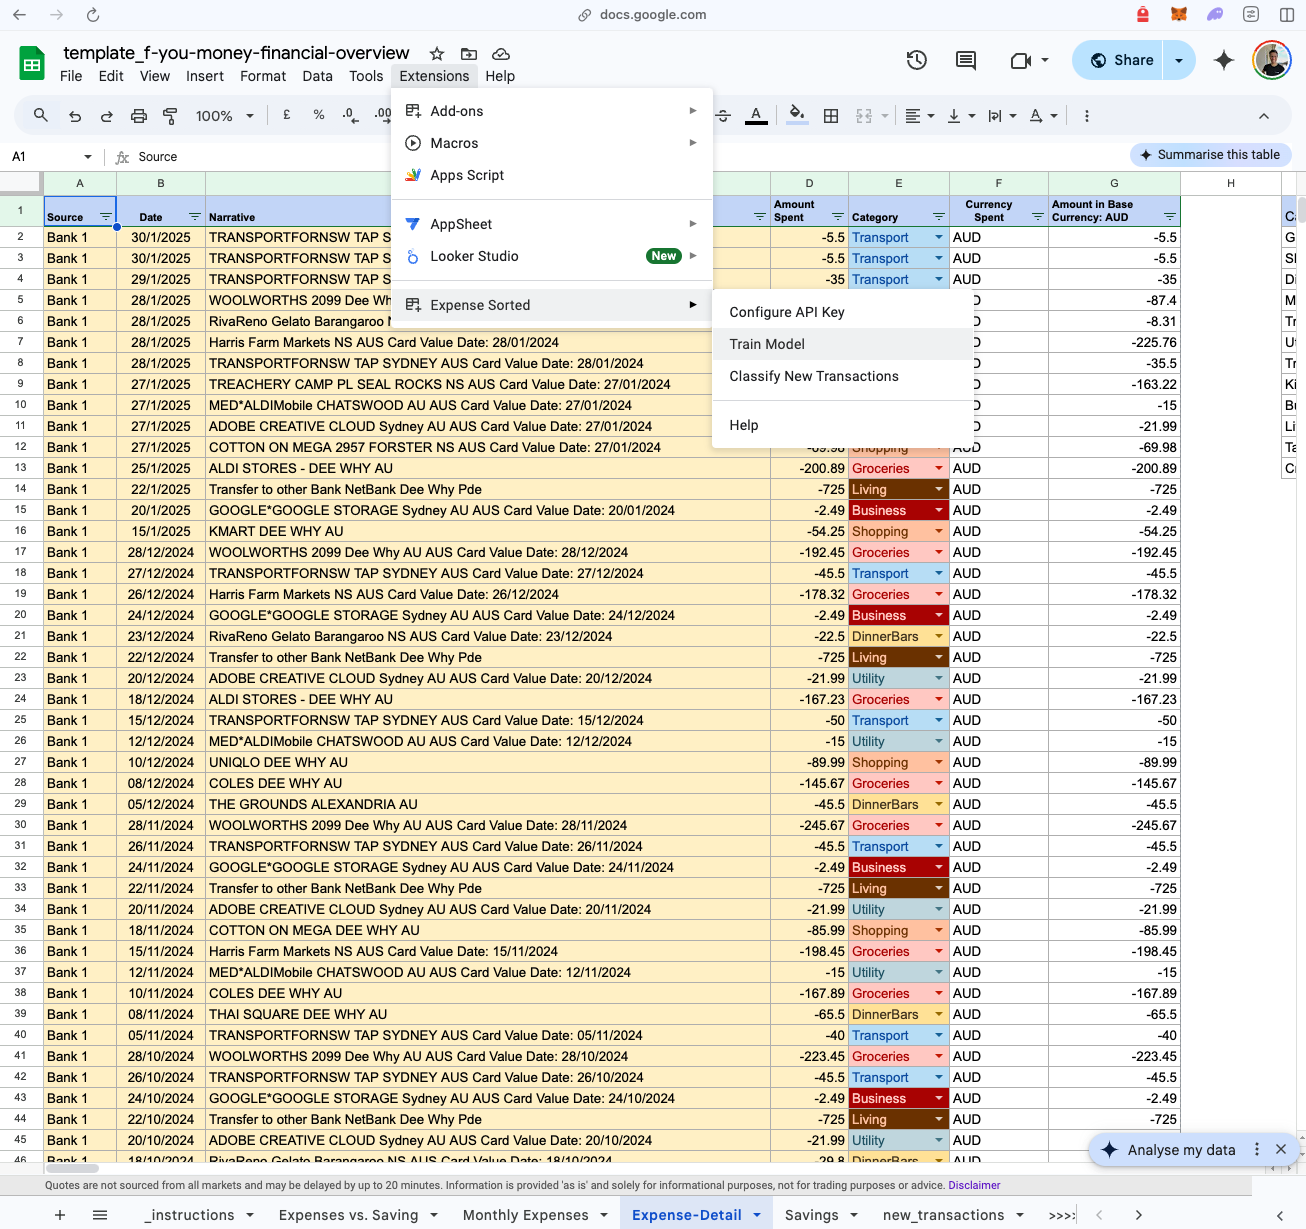 docs.google.com
template_f-you-money-financial-overview
File Edit View Insert Format Data Tools Extensions Help
Share
100% £ % .0 .00 A
A1 Source
Summarise this table
Add-ons
Macros
Apps Script
AppSheet
Looker Studio New
Expense Sorted
Configure API Key
Train Model
Classify New Transactions
Help
A B D E F G H
1 Source Date Narrative Amount Spent Category Currency Spent Amount in Base Currency: AUD
2 Bank 1 30/1/2025 TRANSPORTFORNSW TAP S -5.5 Transport AUD -5.5
3 Bank 1 30/1/2025 TRANSPORTFORNSW TAP S -5.5 Transport AUD -5.5
4 Bank 1 29/1/2025 TRANSPORTFORNSW TAP S -35 Transport AUD -35
5 Bank 1 28/1/2025 WOOLWORTHS 2099 Dee Wh -87.4
6 Bank 1 28/1/2025 RivaReno Gelato Barangaroo -8.31
7 Bank 1 28/1/2025 Harris Farm Markets NS AUS Card Value Date: 28/01/2024 -225.76
8 Bank 1 28/1/2025 TRANSPORTFORNSW TAP SYDNEY AUS Card Value Date: 28/01/2024 -35.5
9 Bank 1 27/1/2025 TREACHERY CAMP PL SEAL ROCKS NS AUS Card Value Date: 27/01/2024 -163.22
10 Bank 1 27/1/2025 MED*ALDIMobile CHATSWOOD AU AUS Card Value Date: 27/01/2024 -15
11 Bank 1 27/1/2025 ADOBE CREATIVE CLOUD Sydney AU AUS Card Value Date: 27/01/2024 -21.99
12 Bank 1 27/1/2025 COTTON ON MEGA 2957 FORSTER NS AUS Card Value Date: 27/01/2024 -69.98 Shopping AUD -69.98
13 Bank 1 25/1/2025 ALDI STORES - DEE WHY AU -200.89 Groceries AUD -200.89
14 Bank 1 22/1/2025 Transfer to other Bank NetBank Dee Why Pde -725 Living AUD -725
15 Bank 1 20/1/2025 GOOGLE*GOOGLE STORAGE Sydney AU AUS Card Value Date: 20/01/2024 -2.49 Business AUD -2.49
16 Bank 1 15/1/2025 KMART DEE WHY AU -54.25 Shopping AUD -54.25
17 Bank 1 28/12/2024 WOOLWORTHS 2099 Dee Why AU AUS Card Value Date: 28/12/2024 -192.45 Groceries AUD -192.45
18 Bank 1 27/12/2024 TRANSPORTFORNSW TAP SYDNEY AUS Card Value Date: 27/12/2024 -45.5 Transport AUD -45.5
19 Bank 1 26/12/2024 Harris Farm Markets NS AUS Card Value Date: 26/12/2024 -178.32 Groceries AUD -178.32
20 Bank 1 24/12/2024 GOOGLE*GOOGLE STORAGE Sydney AU AUS Card Value Date: 24/12/2024 -2.49 Business AUD -2.49
21 Bank 1 23/12/2024 RivaReno Gelato Barangaroo NS AUS Card Value Date: 23/12/2024 -22.5 DinnerBars AUD -22.5
22 Bank 1 22/12/2024 Transfer to other Bank NetBank Dee Why Pde -725 Living AUD -725
23 Bank 1 20/12/2024 ADOBE CREATIVE CLOUD Sydney AU AUS Card Value Date: 20/12/2024 -21.99 Utility AUD -21.99
24 Bank 1 18/12/2024 ALDI STORES - DEE WHY AU -167.23 Groceries AUD -167.23
25 Bank 1 15/12/2024 TRANSPORTFORNSW TAP SYDNEY AUS Card Value Date: 15/12/2024 -50 Transport AUD -50
26 Bank 1 12/12/2024 MED*ALDIMobile CHATSWOOD AU AUS Card Value Date: 12/12/2024 -15 Utility AUD -15
27 Bank 1 10/12/2024 UNIQLO DEE WHY AU -89.99 Shopping AUD -89.99
28 Bank 1 08/12/2024 COLES DEE WHY AU -145.67 Groceries AUD -145.67
29 Bank 1 05/12/2024 THE GROUNDS ALEXANDRIA AU -45.5 DinnerBars AUD -45.5
30 Bank 1 28/11/2024 WOOLWORTHS 2099 Dee Why AU AUS Card Value Date: 28/11/2024 -245.67 Groceries AUD -245.67
31 Bank 1 26/11/2024 TRANSPORTFORNSW TAP SYDNEY AUS Card Value Date: 26/11/2024 -45.5 Transport AUD -45.5
32 Bank 1 24/11/2024 GOOGLE*GOOGLE STORAGE Sydney AU AUS Card Value Date: 24/11/2024 -2.49 Business AUD -2.49
33 Bank 1 22/11/2024 Transfer to other Bank NetBank Dee Why Pde -725 Living AUD -725
34 Bank 1 20/11/2024 ADOBE CREATIVE CLOUD Sydney AU AUS Card Value Date: 20/11/2024 -21.99 Utility AUD -21.99
35 Bank 1 18/11/2024 COTTON ON MEGA DEE WHY AU -85.99 Shopping AUD -85.99
36 Bank 1 15/11/2024 Harris Farm Markets NS AUS Card Value Date: 15/11/2024 -198.45 Groceries AUD -198.45
37 Bank 1 12/11/2024 MED*ALDIMobile CHATSWOOD AU AUS Card Value Date: 12/11/2024 -15 Utility AUD -15
38 Bank 1 10/11/2024 COLES DEE WHY AU -167.89 Groceries AUD -167.89
39 Bank 1 08/11/2024 THAI SQUARE DEE WHY AU -65.5 DinnerBars AUD -65.5
40 Bank 1 05/11/2024 TRANSPORTFORNSW TAP SYDNEY AUS Card Value Date: 05/11/2024 -40 Transport AUD -40
41 Bank 1 28/10/2024 WOOLWORTHS 2099 Dee Why AU AUS Card Value Date: 28/10/2024 -223.45 Groceries AUD -223.45
42 Bank 1 26/10/2024 TRANSPORTFORNSW TAP SYDNEY AUS Card Value Date: 26/10/2024 -45.5 Transport AUD -45.5
43 Bank 1 24/10/2024 GOOGLE*GOOGLE STORAGE Sydney AU AUS Card Value Date: 24/10/2024 -2.49 Business AUD -2.49
44 Bank 1 22/10/2024 Transfer to other Bank NetBank Dee Why Pde -725 Living AUD -725
45 Bank 1 20/10/2024 ADOBE CREATIVE CLOUD Sydney AU AUS Card Value Date: 20/10/2024 -21.99 Utility AUD
46 Bank 1 18/10/2024 RivaReno Gelato Barangaroo NS AUS Card Value Date: 18/10/2024 -29.8 DinnerBars AUD
Analyse my data
Quotes are not sourced from all markets and may be delayed by up to 20 minutes. Information is provided 'as is' and solely for informational purposes, not for trading purposes or advice. Disclaimer
_instructions Expenses vs. Saving Monthly Expenses Expense-Detail Savings new_transactions >>>: